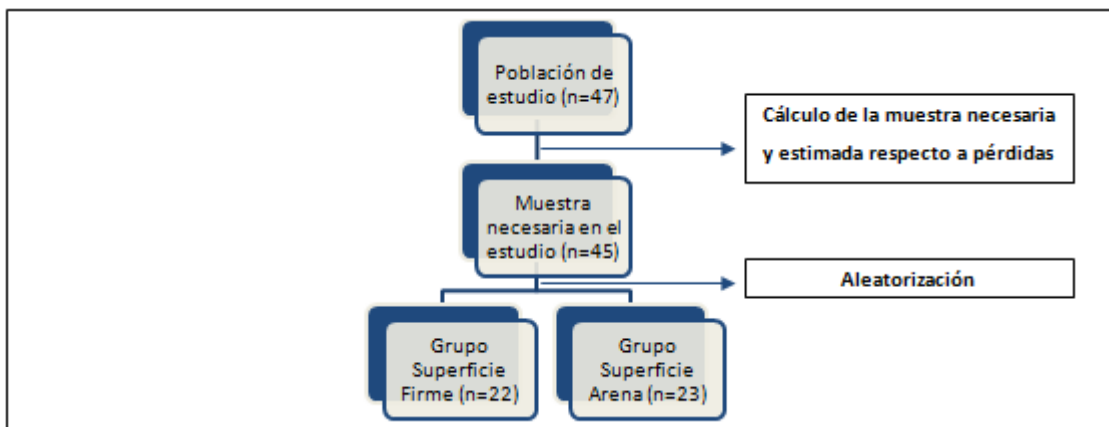 Población de
estudio (n=47)
Cálculo de la muestra necesaria
y estimada respecto a pérdidas
Muestra
necesaria en el
estudio (n=45)
Aleatorización
Grupo
Superficie
Firme (n=22)
Grupo
Superficie
Arena (n=23)